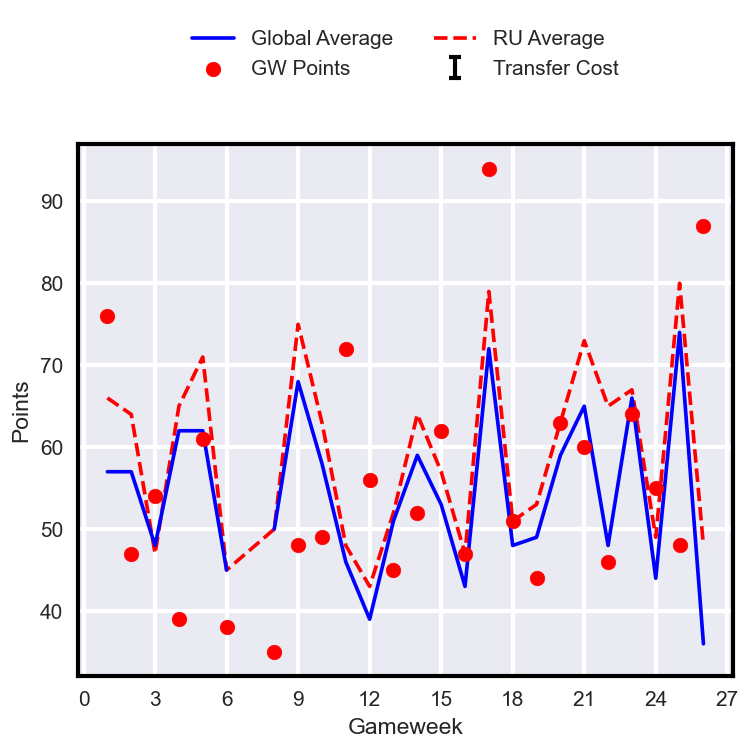 Global Average
RU Average
GW Points
Transfer Cost
90
80
70
60
50
40
Points
0 3 6 9 12 15 18 21 24 27
Gameweek